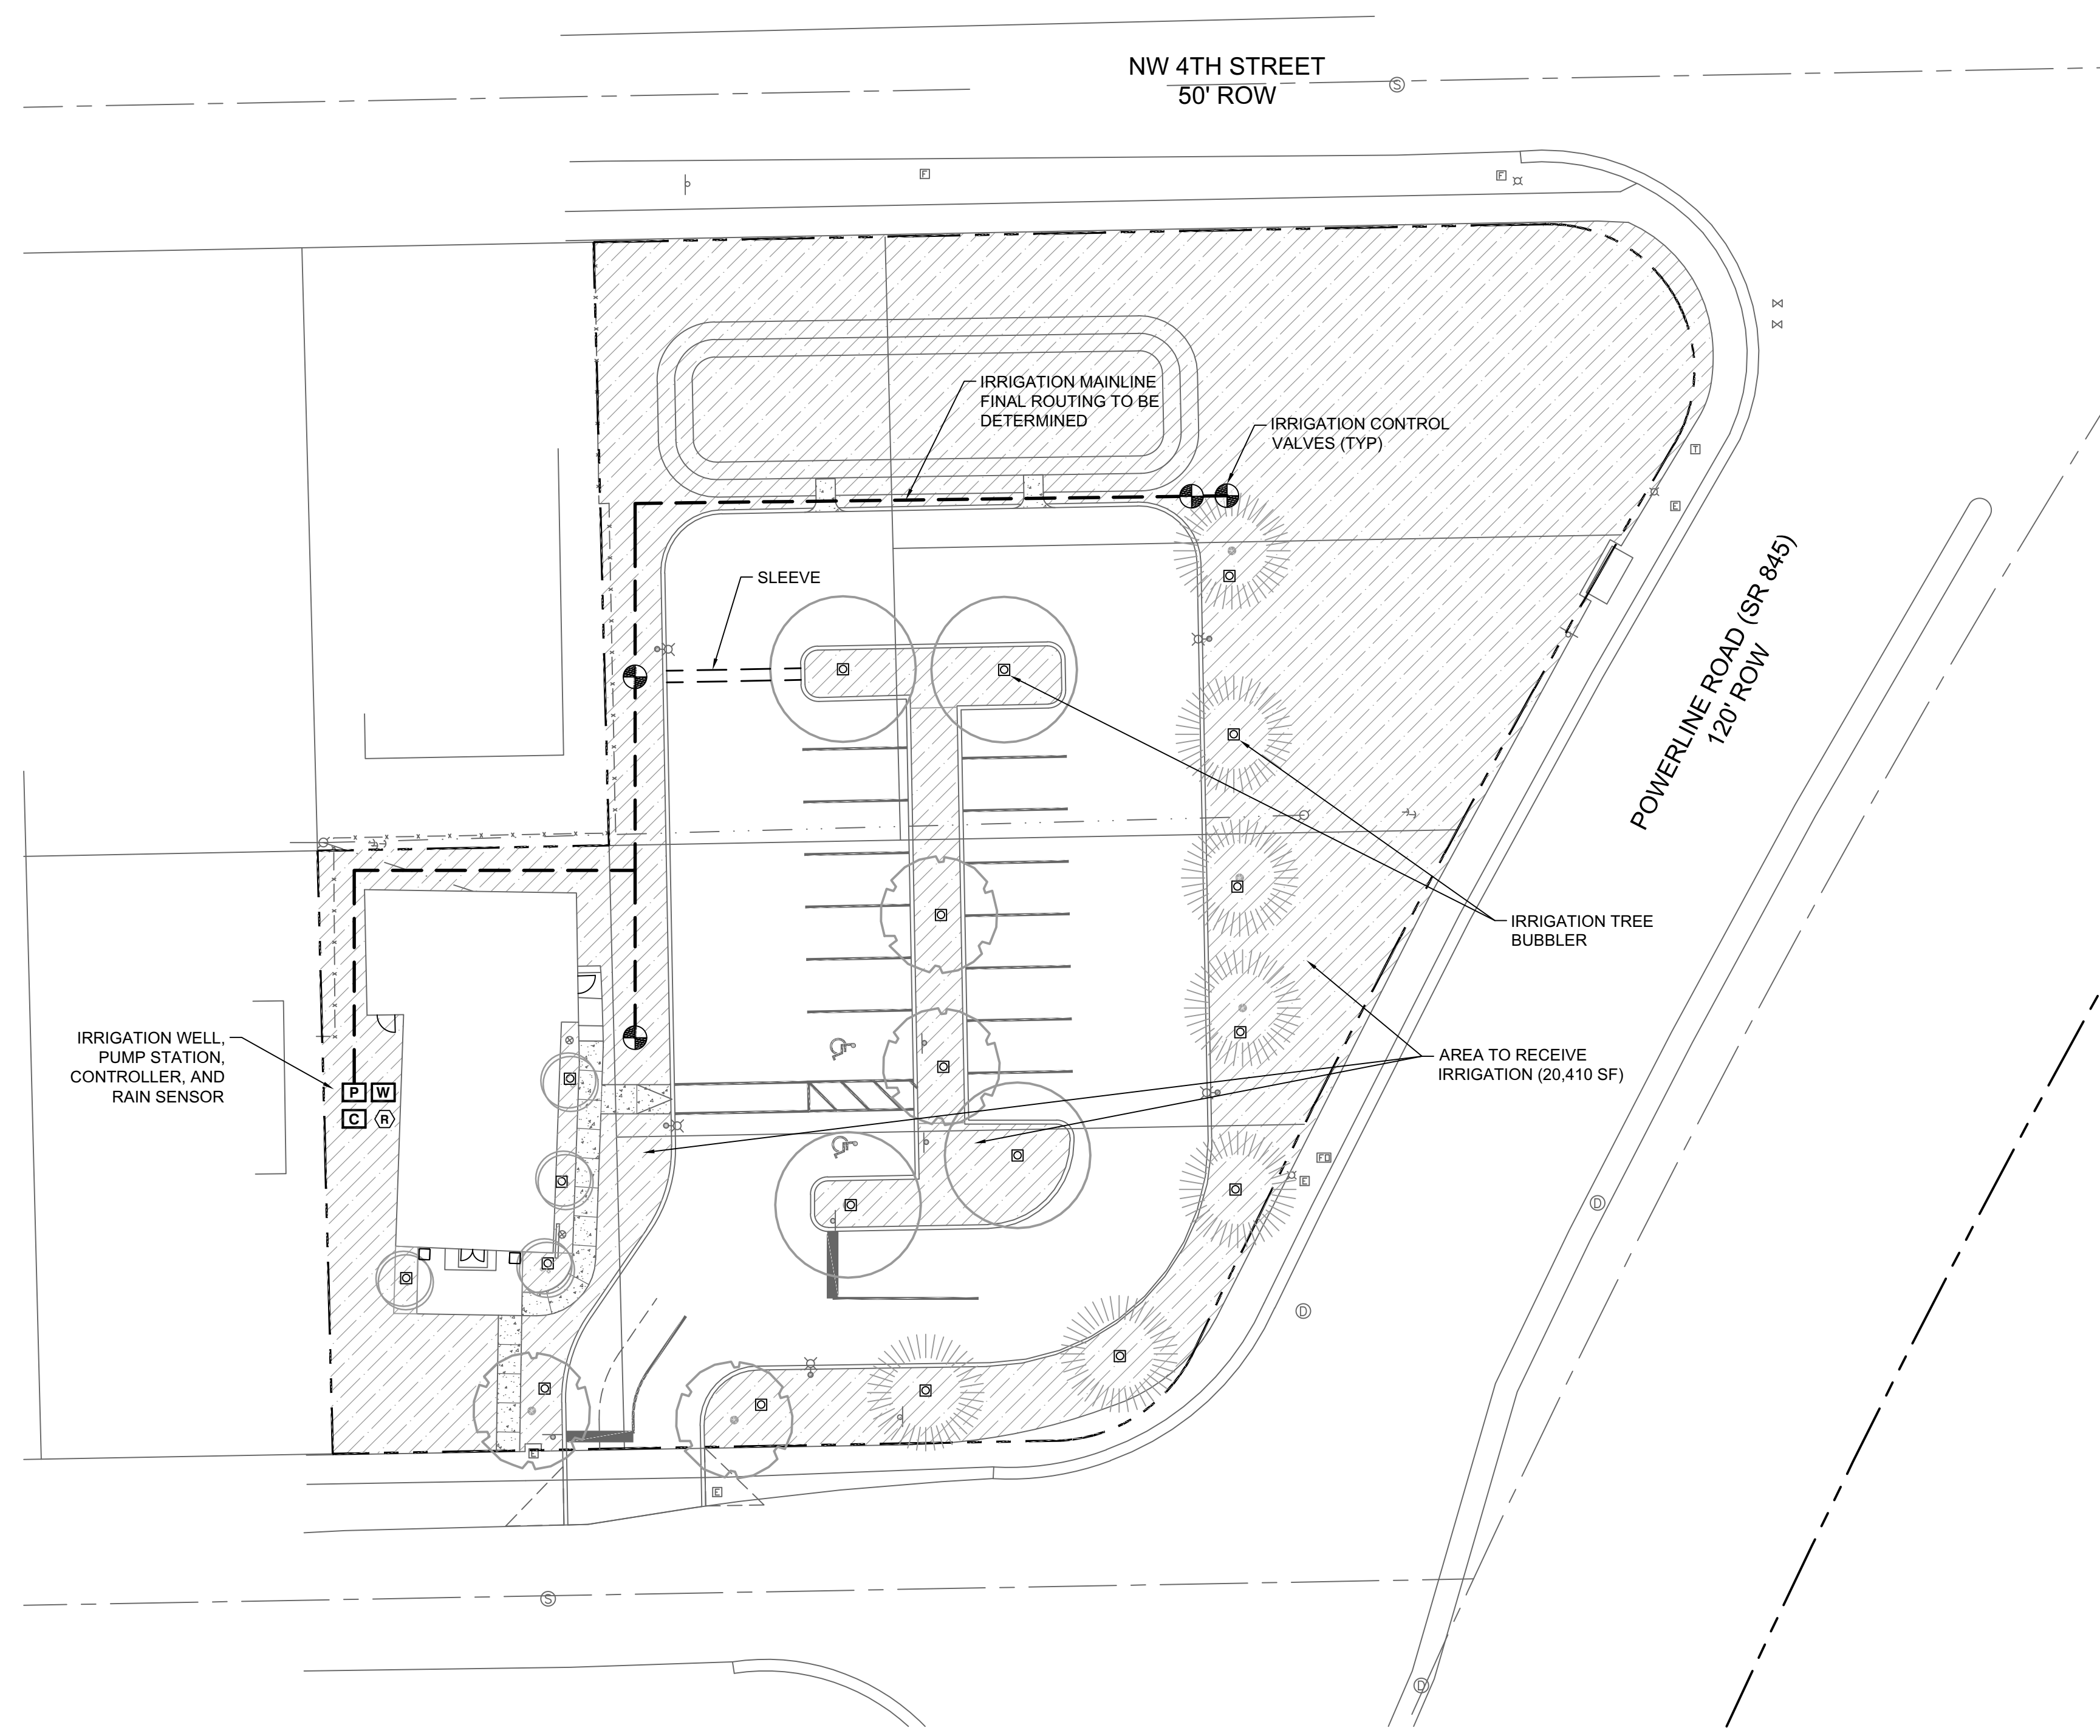 NW 4TH STREET
50' ROW
S
F
F
IRRIGATION MAINLINE
FINAL ROUTING TO BE
DETERMINED
IRRIGATION CONTROL
VALVES (TYP)
T
E
SLEEVE
POWERLINE ROAD (SR 845)
120' ROW
IRRIGATION TREE
BUBBLER
IRRIGATION WELL,
PUMP STATION,
CONTROLLER, AND
RAIN SENSOR
P
W
C
R
AREA TO RECEIVE
IRRIGATION (20,410 SF)
FO
E
D
D
E
E
S
D